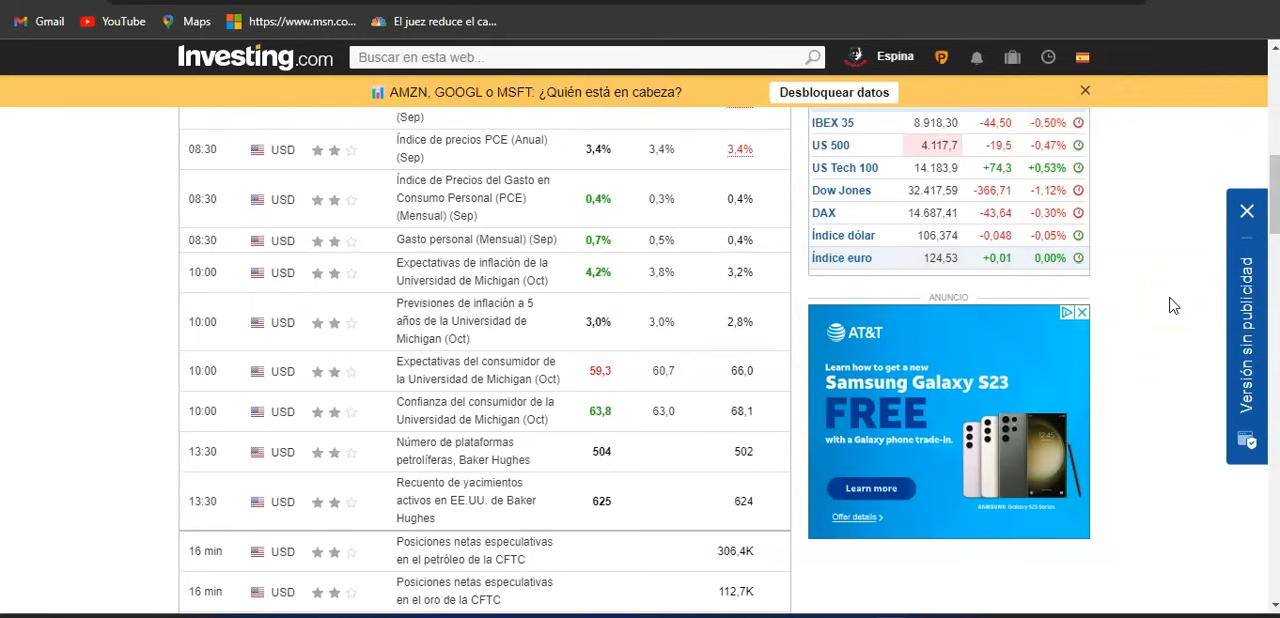 Gmail YouTube Maps https://www.msn.co... El juez reduce el ca...
Investing.com Buscar en esta web... Espina
AMZN, GOOGL o MSFT: ¿Quién está en cabeza? Desbloquear datos
(Sep)
08:30 USD Índice de precios PCE (Anual) 3,4% 3,4% 3,4%
(Sep)
Índice de Precios del Gasto en
08:30 USD Consumo Personal (PCE) 0,4% 0,3% 0,4%
(Mensual) (Sep)
08:30 USD Gasto personal (Mensual) (Sep) 0,7% 0,5% 0,4%
10:00 USD Expectativas de inflación de la 4,2% 3,8% 3,2%
Universidad de Michigan (Oct)
Previsiones de inflación a 5
10:00 USD años de la Universidad de 3,0% 3,0% 2,8%
Michigan (Oct)
10:00 USD Expectativas del consumidor de 59,3 60,7 66,0
la Universidad de Michigan (Oct)
10:00 USD Confianza del consumidor de la 63,8 63,0 68,1
Universidad de Michigan (Oct)
13:30 USD Número de plataformas 504 502
petrolíferas, Baker Hughes
Recuento de yacimientos
13:30 USD activos en EE.UU. de Baker 625 624
Hughes
16 min USD Posiciones netas especulativas 306,4K
en el petróleo de la CFTC
16 min USD Posiciones netas especulativas 112,7K
en el oro de la CFTC
IBEX 35 8.918,30 -44,50 -0,50%
US 500 4.117,7 -19,5 -0,47%
US Tech 100 14.183,9 +74,3 +0,53%
Dow Jones 32.417,59 -366,71 -1,12%
DAX 14.687,41 -43,64 -0,30%
Índice dólar 106,374 -0,048 -0,05%
Índice euro 124,53 +0,01 0,00%
ANUNCIO
AT&T
Learn how to get a new
Samsung Galaxy S23
FREE
with a Galaxy phone trade-in.
Learn more
Offer details
SAMSUNG Galaxy S23 Series
Versión sin publicidad